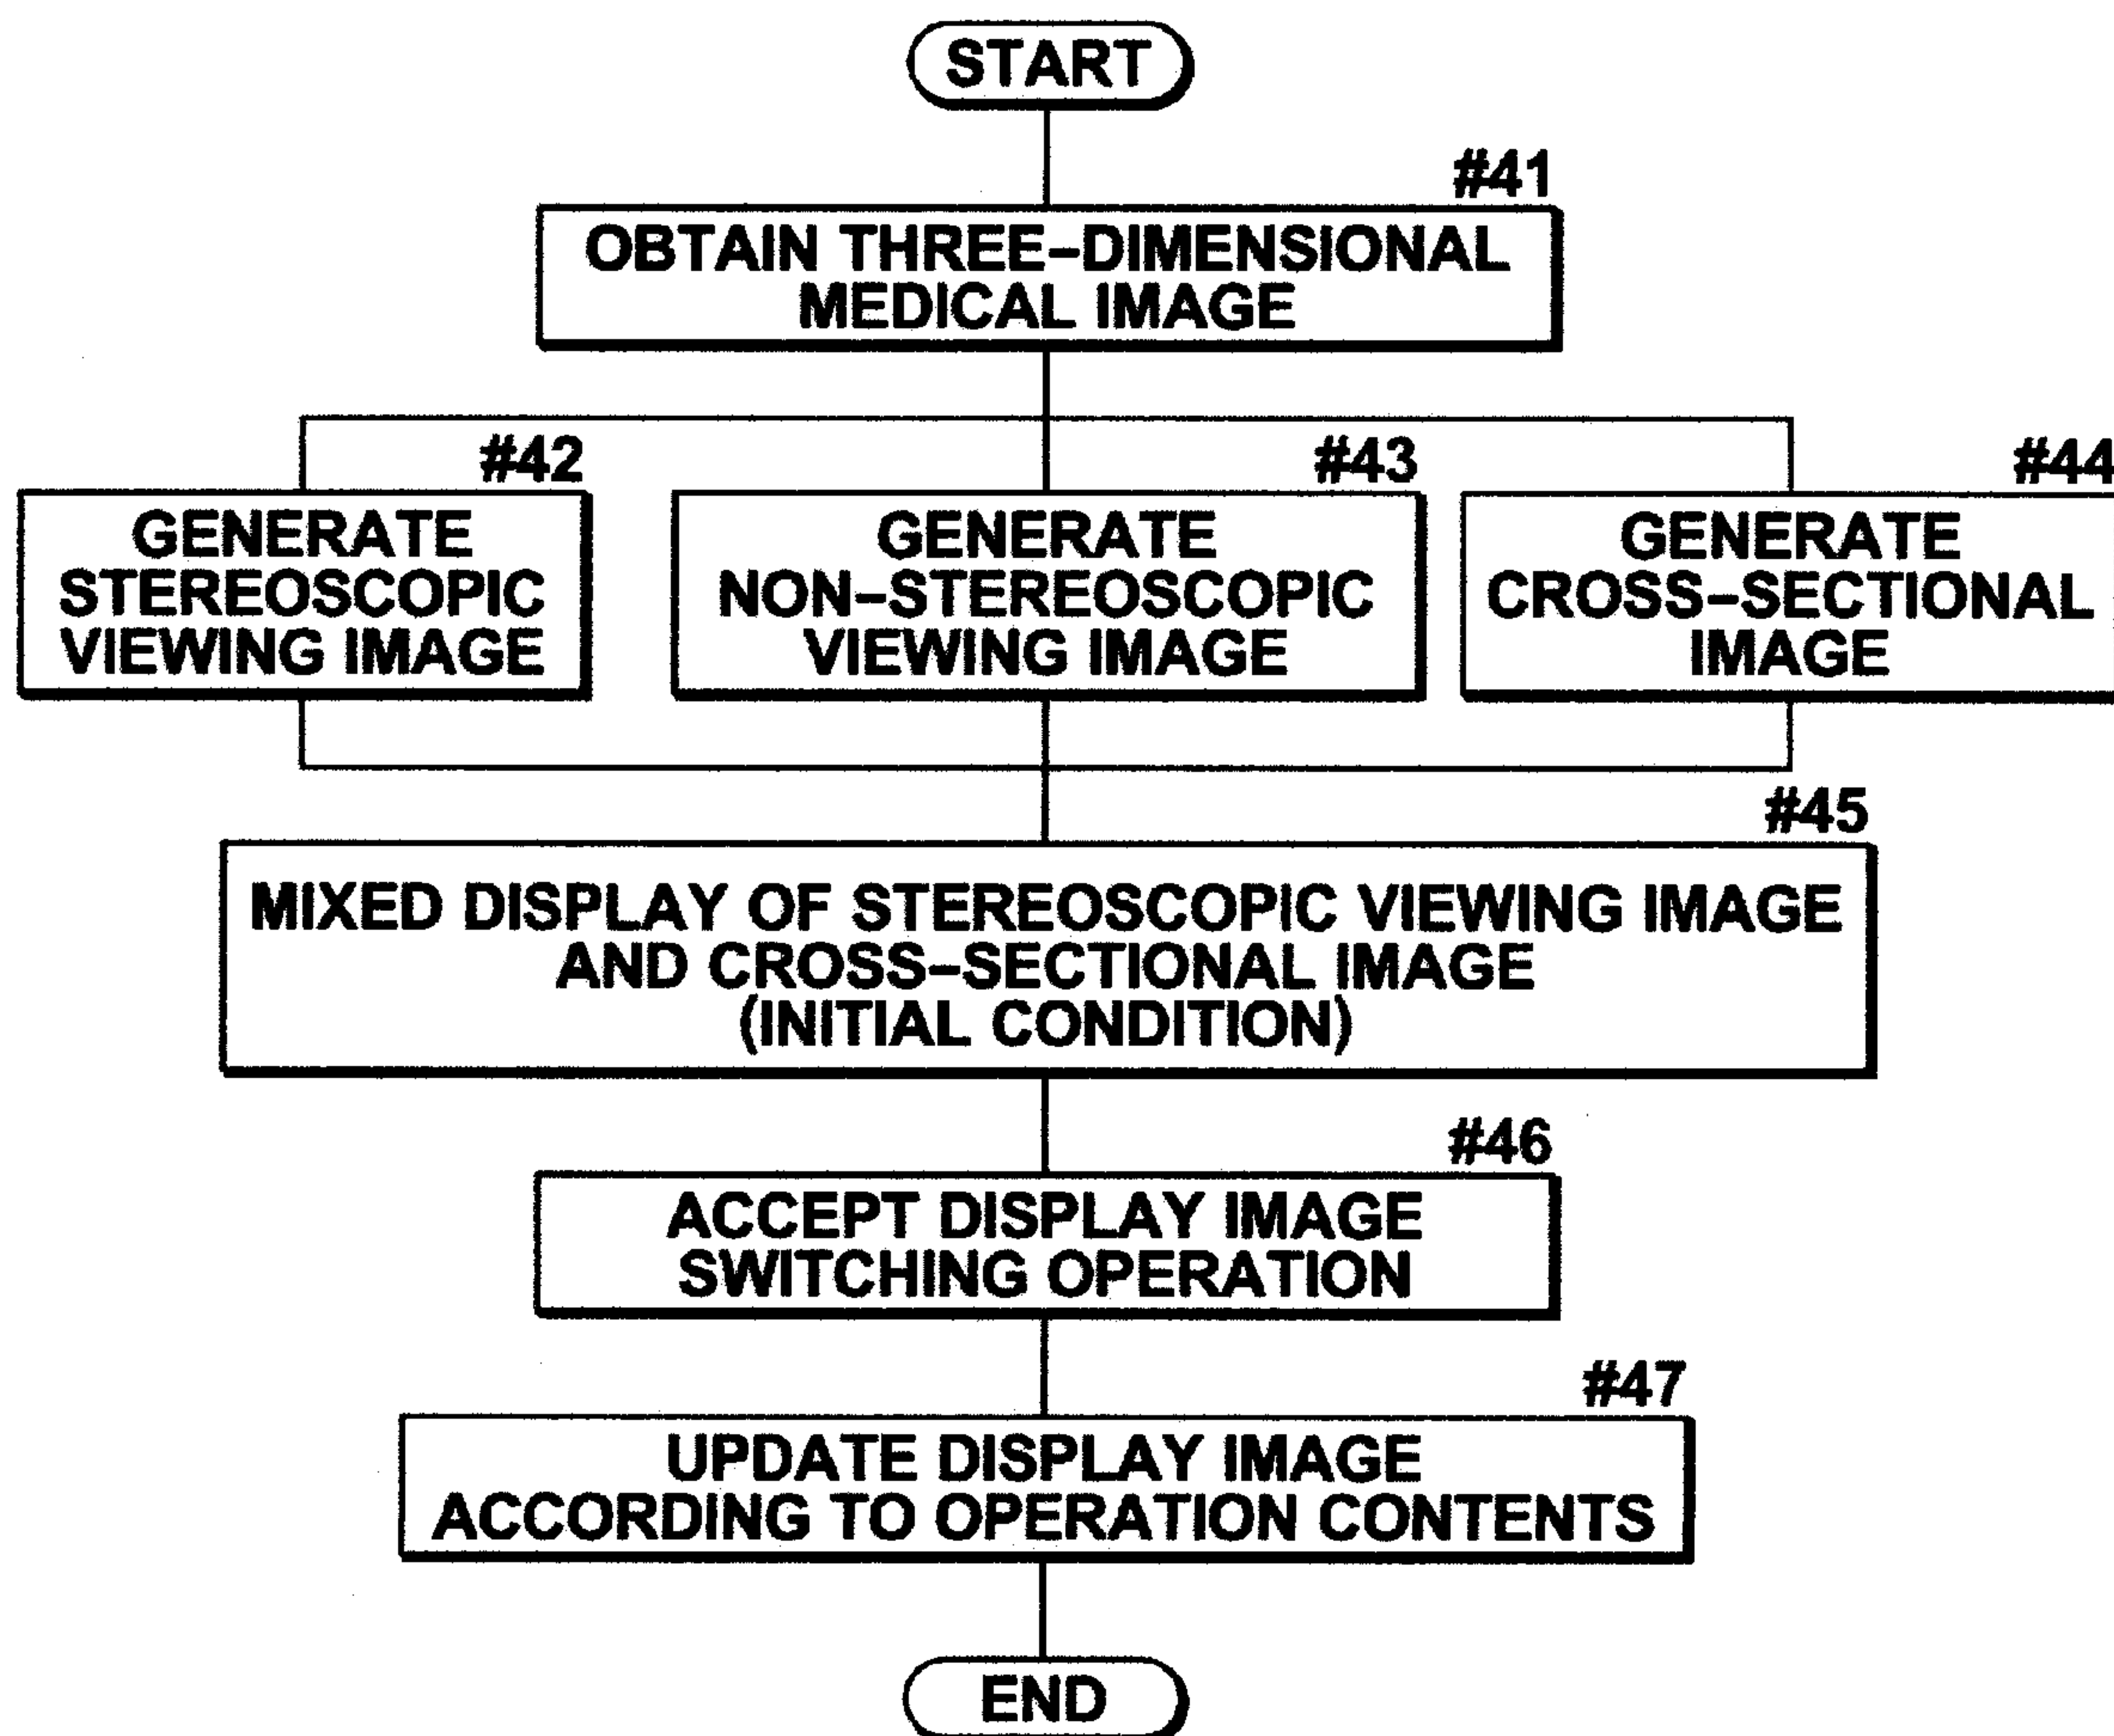 START
#41
OBTAIN THREE-DIMENSIONAL
MEDICAL IMAGE
#42
GENERATE
STEREOSCOPIC
VIEWING IMAGE
#43
GENERATE
NON-STEREOSCOPIC
VIEWING IMAGE
#44
GENERATE
CROSS-SECTIONAL
IMAGE
#45
MIXED DISPLAY OF STEREOSCOPIC VIEWING IMAGE
AND CROSS-SECTIONAL IMAGE
(INITIAL CONDITION)
#46
ACCEPT DISPLAY IMAGE
SWITCHING OPERATION
#47
UPDATE DISPLAY IMAGE
ACCORDING TO OPERATION CONTENTS
END